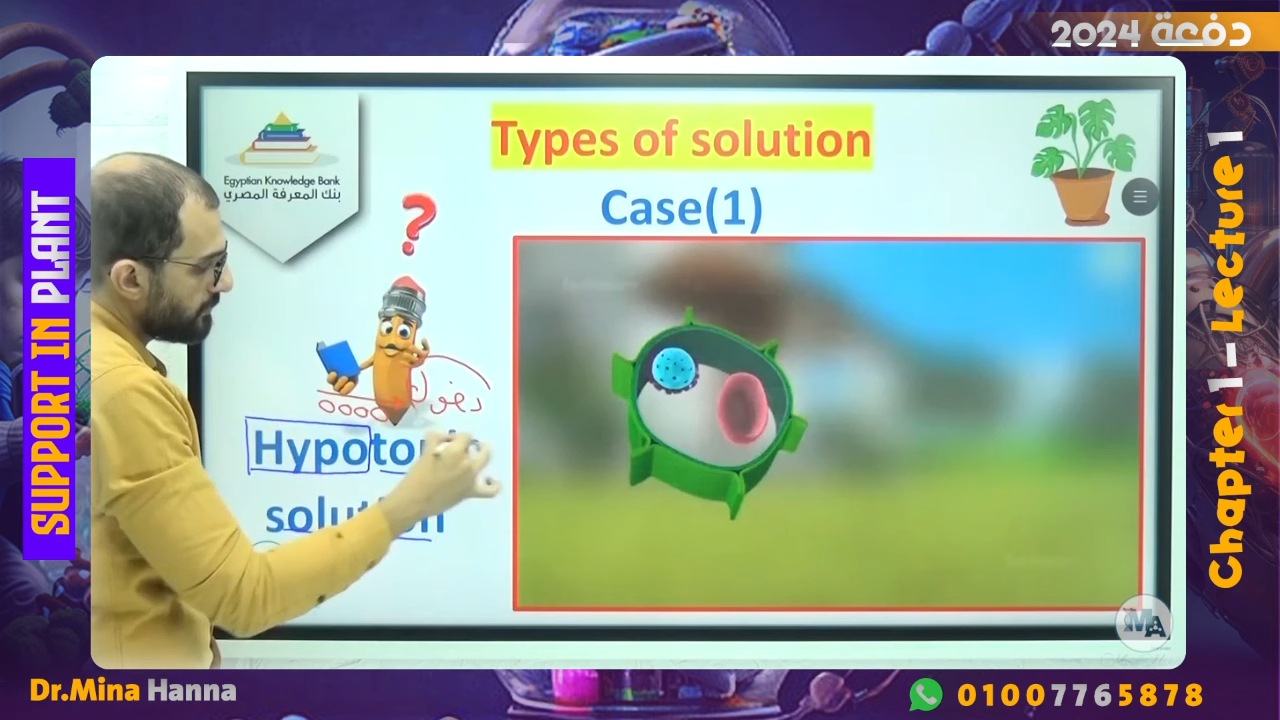 دفعة 2024
SUPPORT IN PLANT
Chapter 1 - Lecture 1
Egyptian Knowledge Bank
بنك المعرفة المصري
Types of solution
Case(1)
?
solution
MA
Dr.Mina Hanna
01007765878